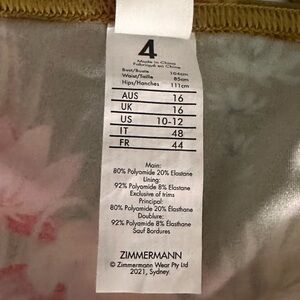 4
Made in China
Fabriqué en Chine
Bust/Buste 104cm
Waist/Taille 85cm
Hips/Hanches 111cm
AUS 16
UK 16
US 10-12
IT 48
FR 44
Main:
80% Polyamide 20% Elastane
Lining:
92% Polyamide 8% Elastane
Exclusive of trims
Principal:
80% Polyamide 20% Elasthane
Doublure:
92% Polyamide 8% Élasthane
Sauf Bordures
ZIMMERMANN
© Zimmermann Wear Pty Ltd
2021, Sydney